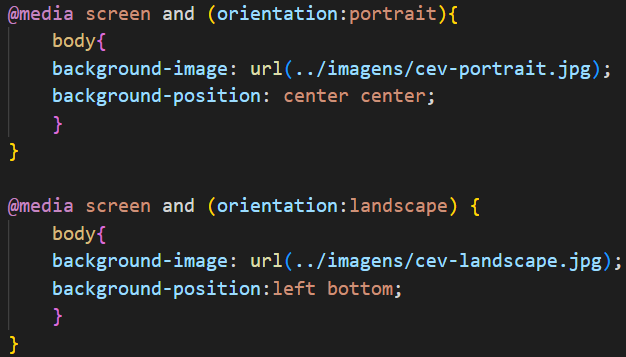 @media screen and (orientation:portrait){
    body{
    background-image: url(../imagens/cev-portrait.jpg);
    background-position: center center;
    }
}

@media screen and (orientation:landscape) {
    body{
    background-image: url(../imagens/cev-landscape.jpg);
    background-position:left bottom;
    }
}